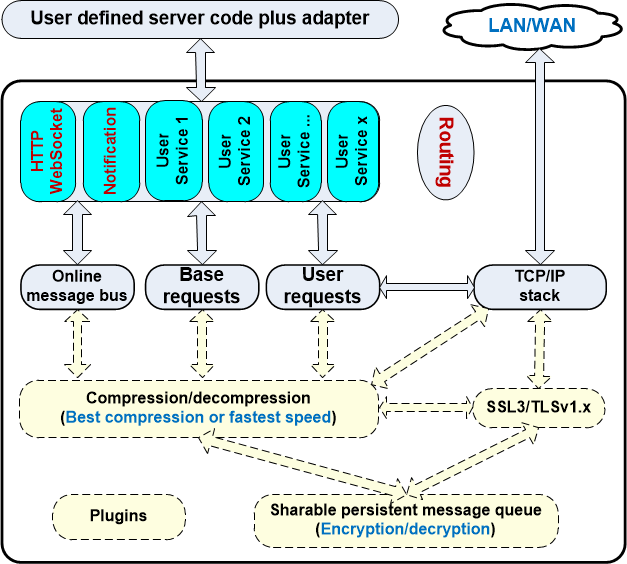 User defined server code plus adapter
LAN/WAN
HTTP
WebSocket
Notification
User
Service 1
User
Service 2
User
Service ...
User
Service x
Routing
Online
message bus
Base
requests
User
requests
TCP/IP
stack
Compression/decompression
(Best compression or fastest speed)
SSL3/TLSv1.x
Plugins
Sharable persistent message queue
(Encryption/decryption)